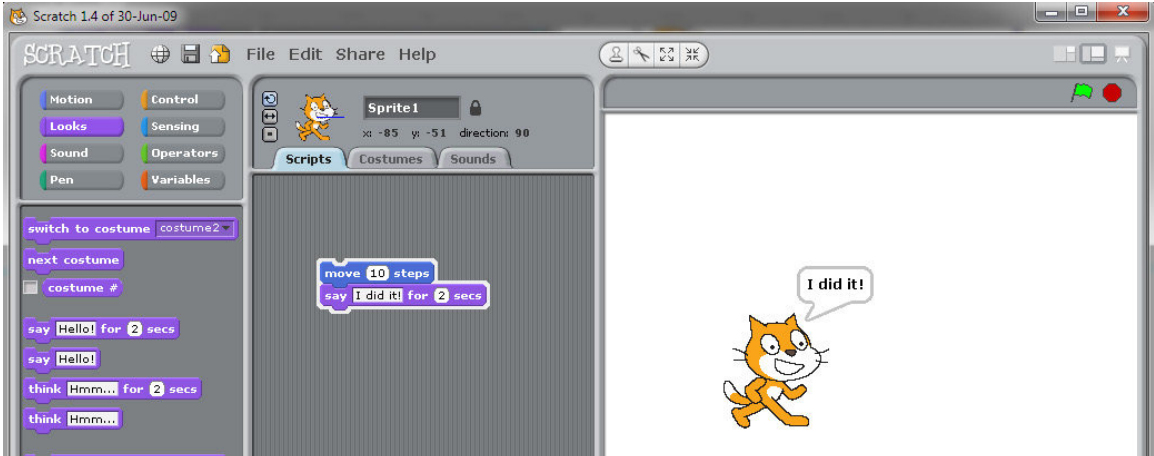 Scratch 1.4 of 30-Jun-09
SCRATCH File Edit Share Help
Motion Control
Looks Sensing
Sound Operators
Pen Variables
Sprite1
x: -85 y: -51 direction: 90
Scripts Costumes Sounds
switch to costume costume2
next costume
costume #
say Hello! for 2 secs
say Hello!
think Hmm... for 2 secs
think Hmm...
move 10 steps
say I did it! for 2 secs
I did it!